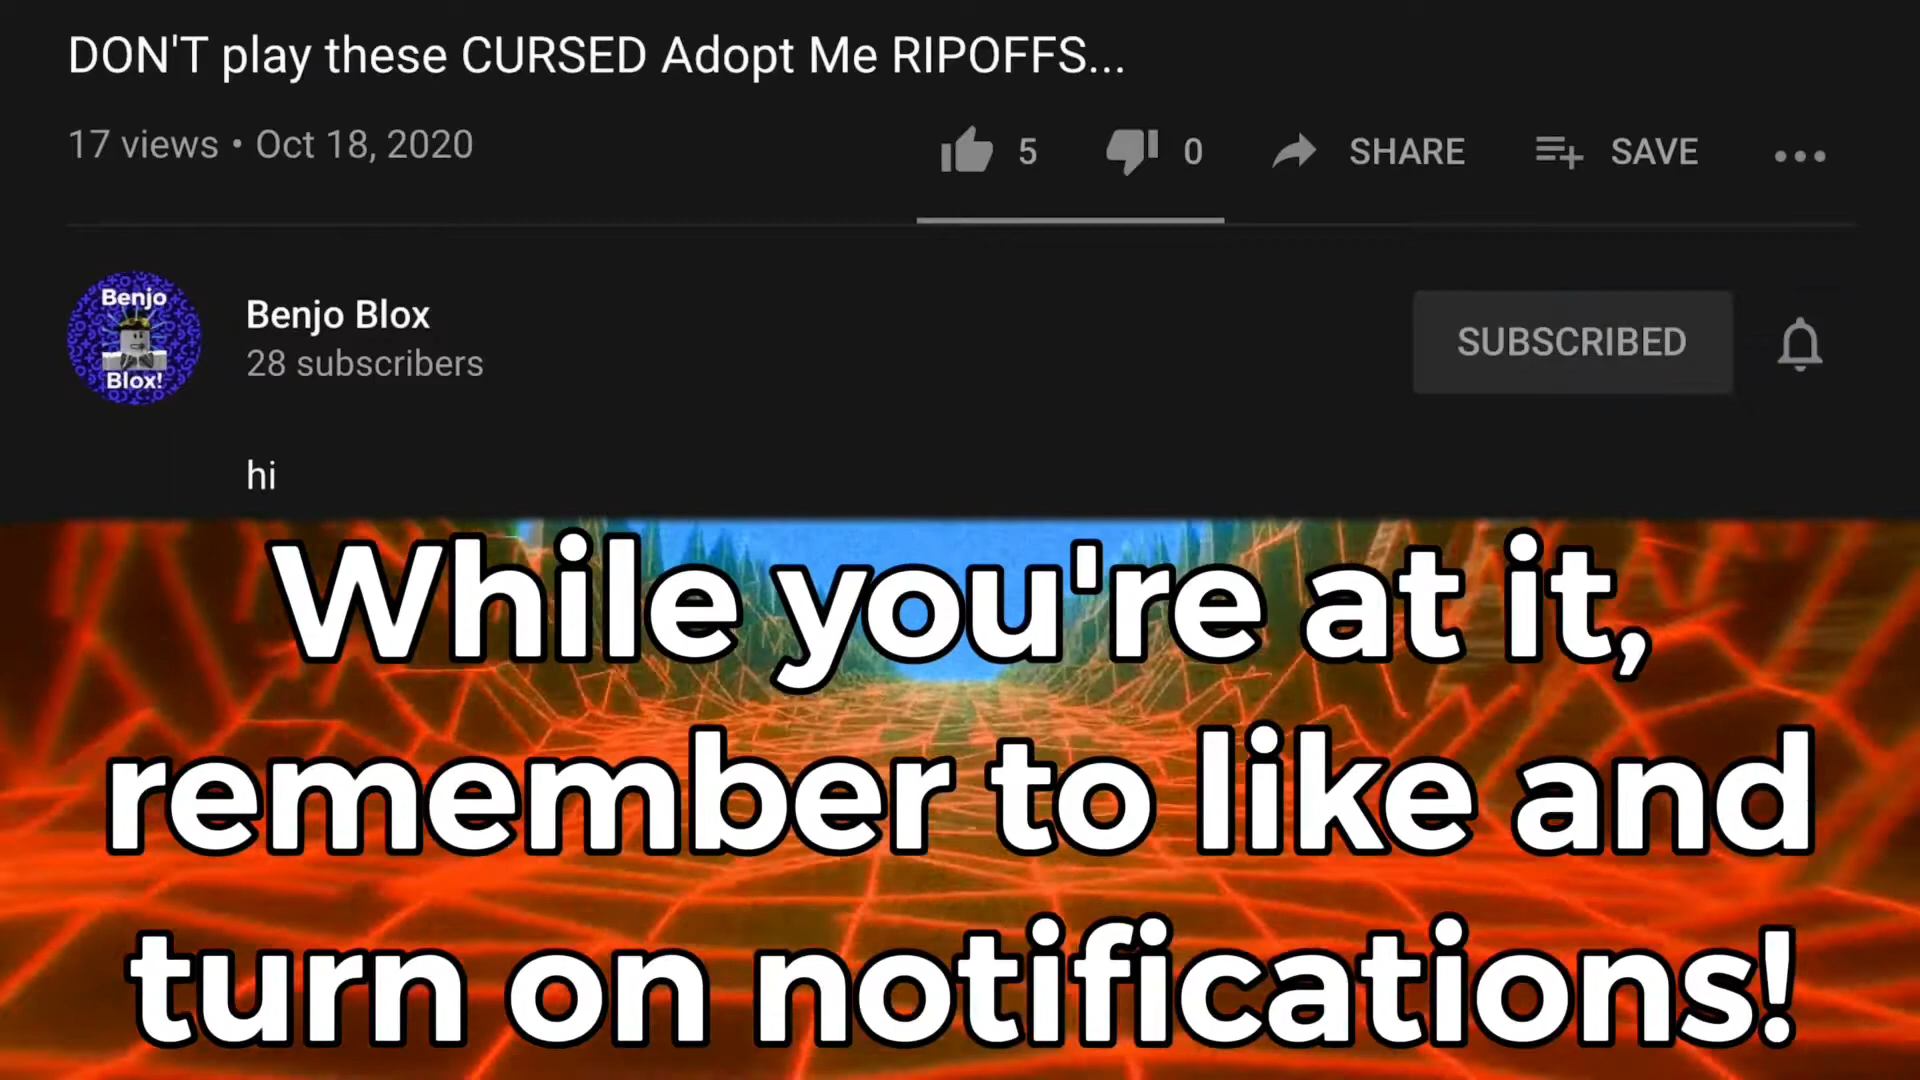 DON'T play these CURSED Adopt Me RIPOFFS...
17 views • Oct 18, 2020
5
0
SHARE
SAVE
Benjo
Blox!
Benjo Blox
28 subscribers
SUBSCRIBED
hi
While you're at it,
remember to like and
turn on notifications!